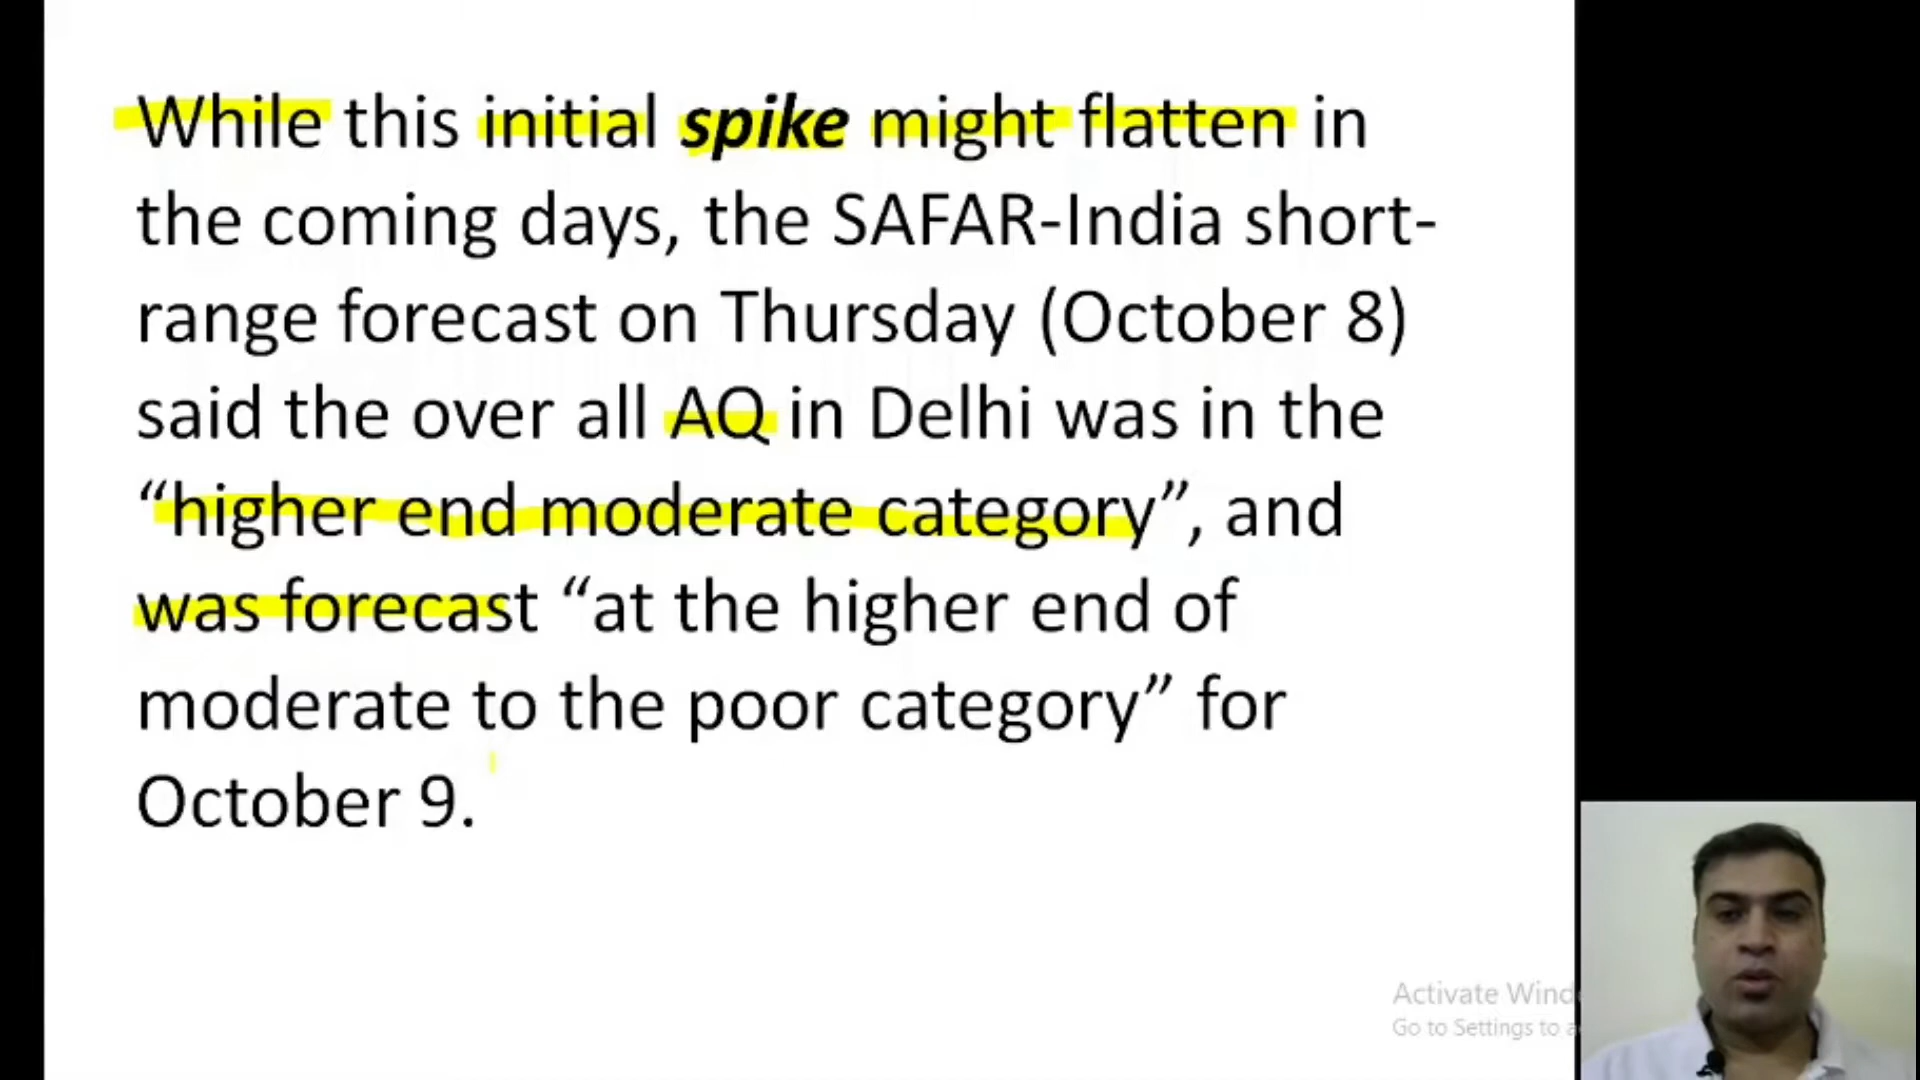 While this initial spike might flatten in
the coming days, the SAFAR-India short-
range forecast on Thursday (October 8)
said the over all AQ in Delhi was in the
“higher end moderate category”, and
was forecast “at the higher end of
moderate to the poor category” for
October 9.
Activate Wind
Go to Settings to a